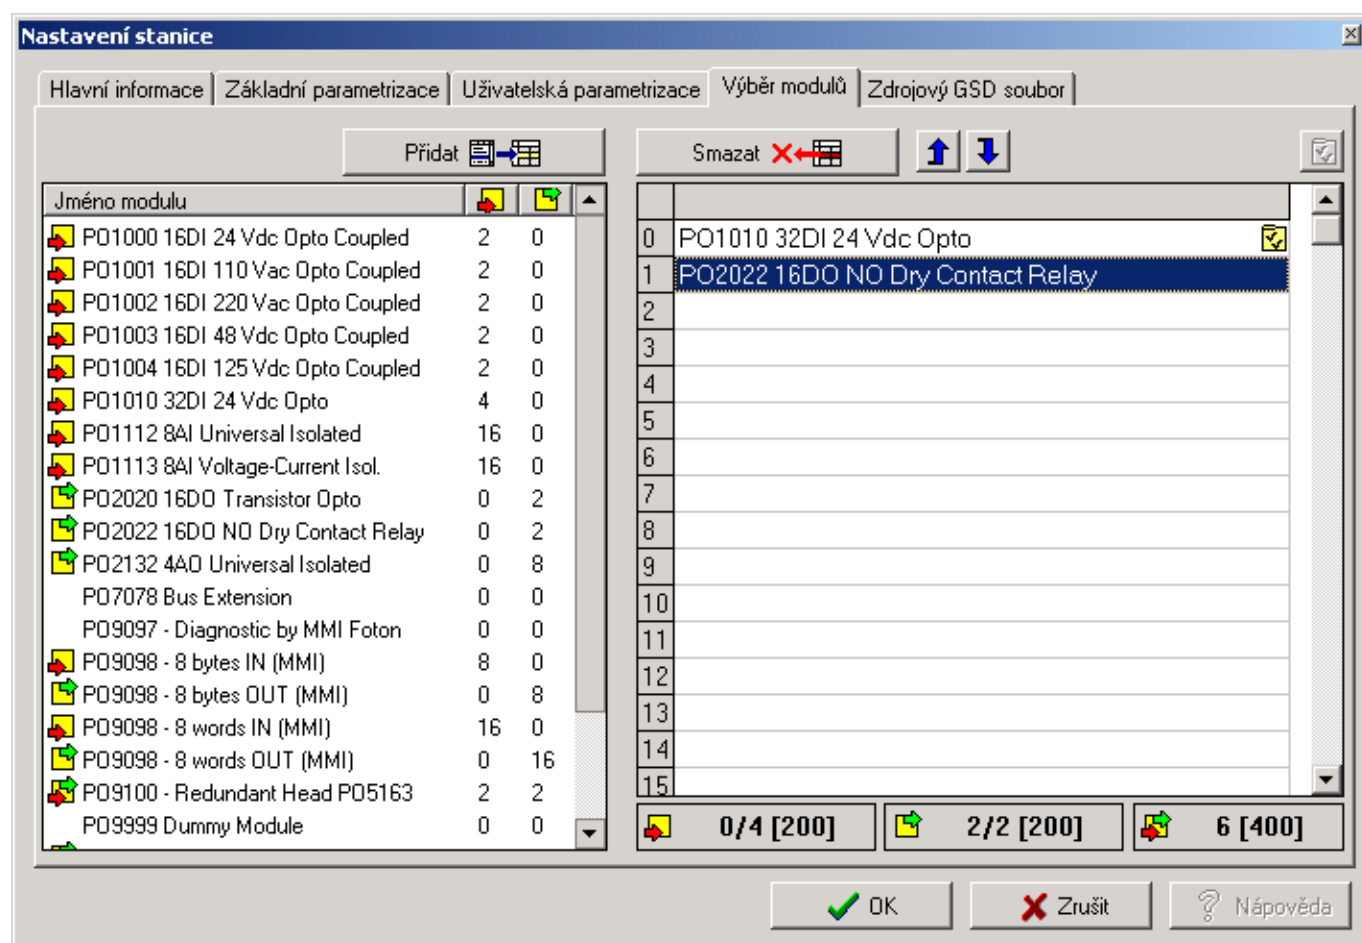 Nastavení stanice
Hlavní informace Základní parametrizace Uživatelská parametrizace Výběr modulů Zdrojový GSD soubor
Přidat Smazat
Jméno modulu
PO1000 16DI 24 Vdc Opto Coupled 2 0
PO1001 16DI 110 Vac Opto Coupled 2 0
PO1002 16DI 220 Vac Opto Coupled 2 0
PO1003 16DI 48 Vdc Opto Coupled 2 0
PO1004 16DI 125 Vdc Opto Coupled 2 0
PO1010 32DI 24 Vdc Opto 4 0
PO1112 8AI Universal Isolated 16 0
PO1113 8AI Voltage-Current Isol. 16 0
PO2020 16DO Transistor Opto 0 2
PO2022 16DO NO Dry Contact Relay 0 2
PO2132 4AO Universal Isolated 0 8
PO7078 Bus Extension 0 0
PO9097 - Diagnostic by MMI Foton 0 0
PO9098 - 8 bytes IN (MMI) 8 0
PO9098 - 8 bytes OUT (MMI) 0 8
PO9098 - 8 words IN (MMI) 16 0
PO9098 - 8 words OUT (MMI) 0 16
PO9100 - Redundant Head PO5163 2 2
PO9999 Dummy Module 0 0
0 PO1010 32DI 24 Vdc Opto
1 PO2022 16DO NO Dry Contact Relay
2
3
4
5
6
7
8
9
10
11
12
13
14
15
0/4 [200] 2/2 [200] 6 [400]
OK Zrušit Nápověda